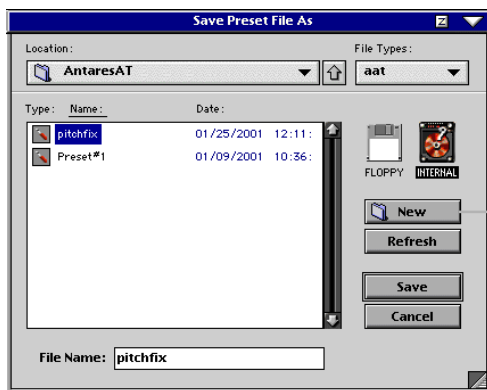 Save Preset File As
Z
Location:
File Types:
AntaresAT
aat
Type: Name: Date:
pitchfix 01/25/2001 12:11:
Preset#1 01/09/2001 10:36:
FLOPPY INTERNAL
New
Refresh
Save
Cancel
File Name: pitchfix